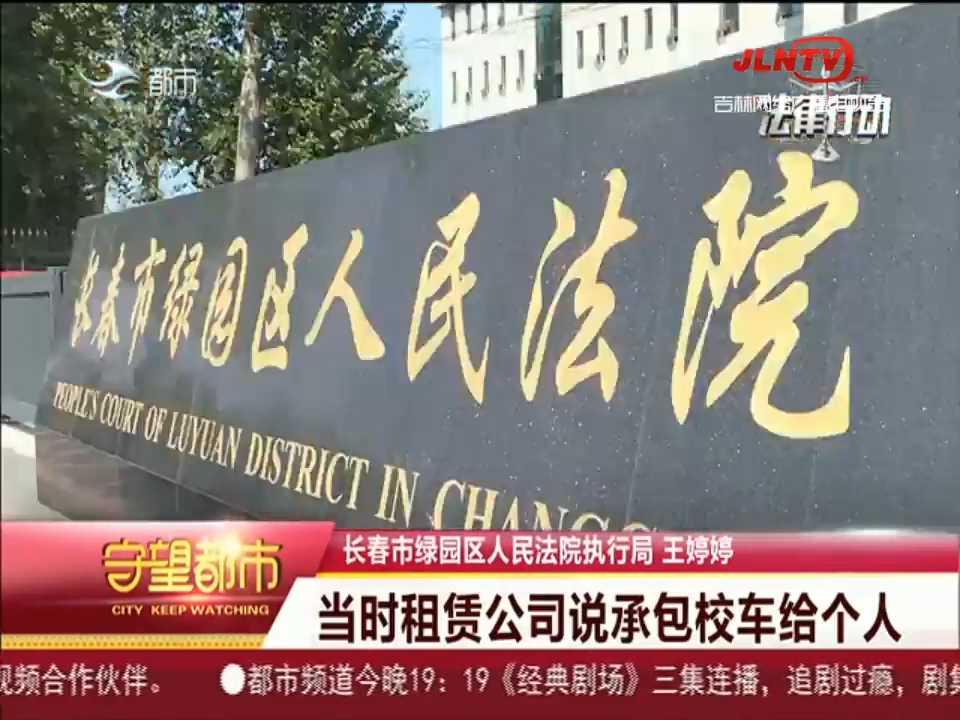 都市
JLNTV
法律行动
长春市绿园区人民法院
PEOPLE'S COURT OF LUYUAN DISTRICT IN CHANGC
守望都市
CITY KEEP WATCHING
长春市绿园区人民法院执行局 王婷婷
当时租赁公司说承包校车给个人
视频合作伙伴。 ●都市频道今晚19：19《经典剧场》三集连播，追剧过瘾，剧集